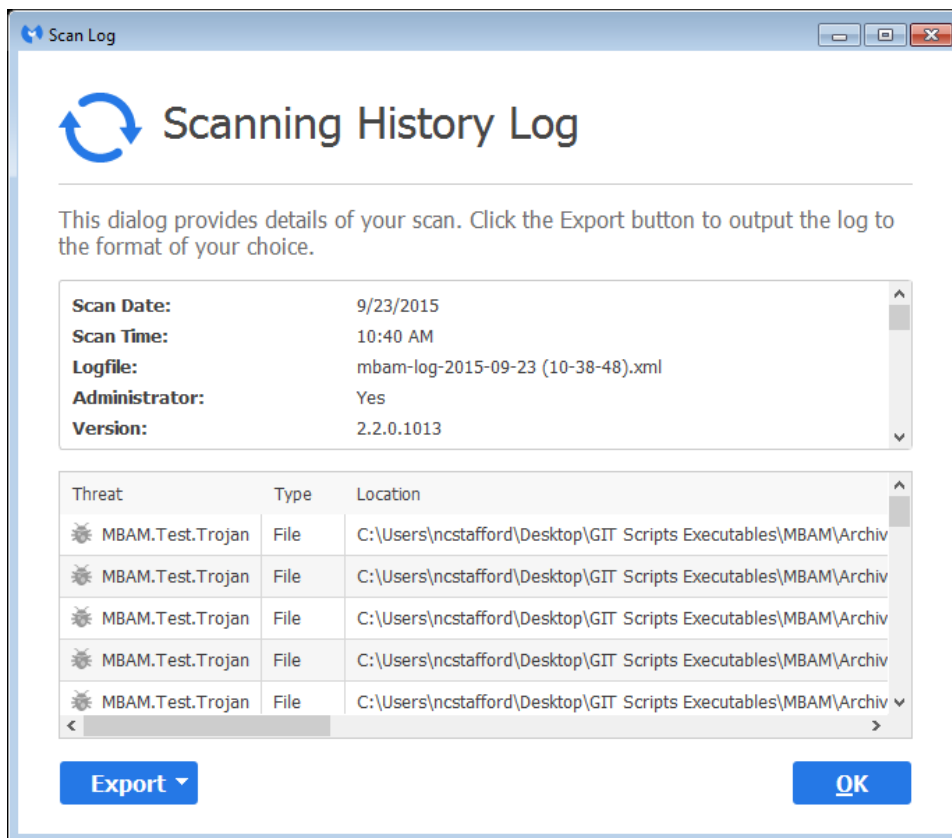 Scan Log
Scanning History Log
This dialog provides details of your scan. Click the Export button to output the log to
the format of your choice.
Scan Date: 9/23/2015
Scan Time: 10:40 AM
Logfile: mbam-log-2015-09-23 (10-38-48).xml
Administrator: Yes
Version: 2.2.0.1013
Threat Type Location
MBAM.Test.Trojan File C:\Users\ncstafford\Desktop\GIT Scripts Executables\MBAM\Archiv
MBAM.Test.Trojan File C:\Users\ncstafford\Desktop\GIT Scripts Executables\MBAM\Archiv
MBAM.Test.Trojan File C:\Users\ncstafford\Desktop\GIT Scripts Executables\MBAM\Archiv
MBAM.Test.Trojan File C:\Users\ncstafford\Desktop\GIT Scripts Executables\MBAM\Archiv
MBAM.Test.Trojan File C:\Users\ncstafford\Desktop\GIT Scripts Executables\MBAM\Archiv
Export OK